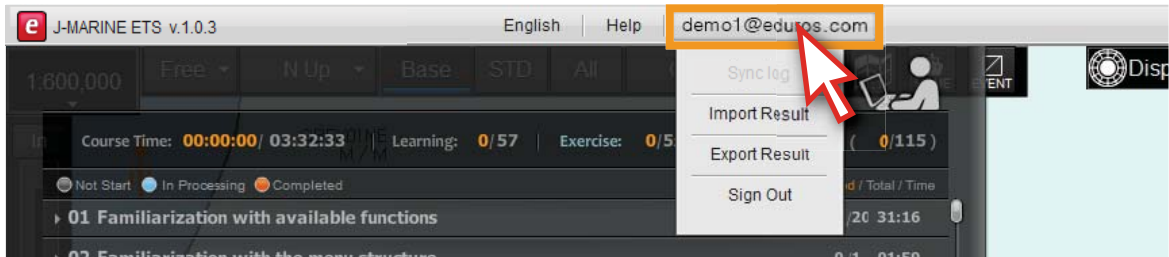 e J-MARINE ETS v.1.0.3 English Help demo1@eduros.com
1:600,000 Free N Up Base STD All EVENT Disp
Sync log
Import Result
Export Result
Sign Out
In Course Time: 00:00:00/ 03:32:33 Learning: 0/57 Exercise: 0/5 ( 0/115 )
Not Start In Processing Completed / Total / Time
01 Familiarization with available functions /20 31:16
02 Familiarization with the menu structure 0/1 01:59